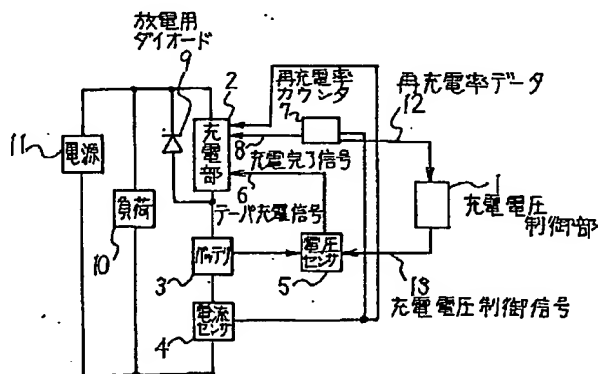 放電用
ダイオード
9
2
再充電率
カウンタ
7
再充電率データ
12
11
電源
充電部
8
充電完了信号
6
テーパ充電信号
1
充電電圧
制御部
負荷
10
バッテリ
3
電圧
センサ
5
13
充電電圧制御信号
電流
センサ
4